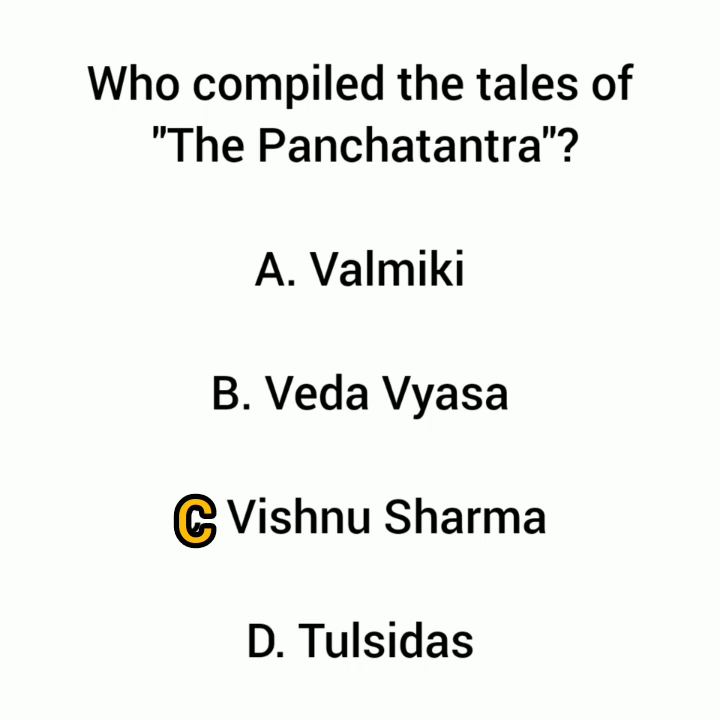 Who compiled the tales of
"The Panchatantra"?
A. Valmiki
B. Veda Vyasa
C Vishnu Sharma
D. Tulsidas